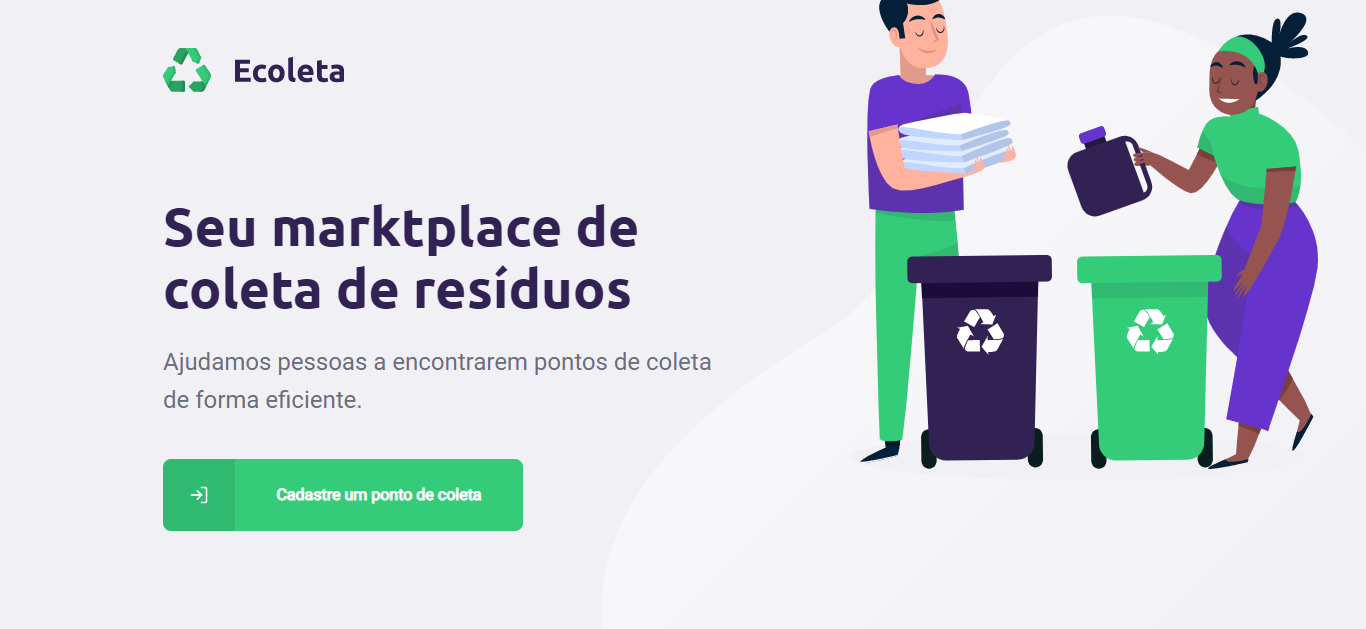 Ecoleta
Seu marktplace de
coleta de resíduos
Ajudamos pessoas a encontrarem pontos de coleta
de forma eficiente.
Cadastre um ponto de coleta